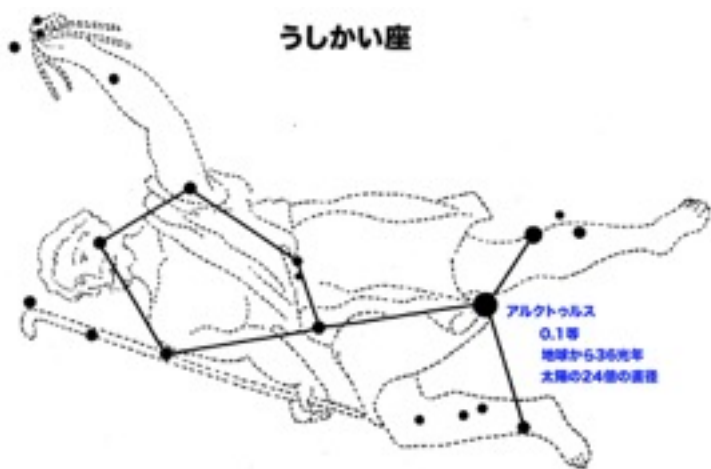 うしかい座
アルクトゥルス
0.1等
地球から36光年
太陽の24倍の直径